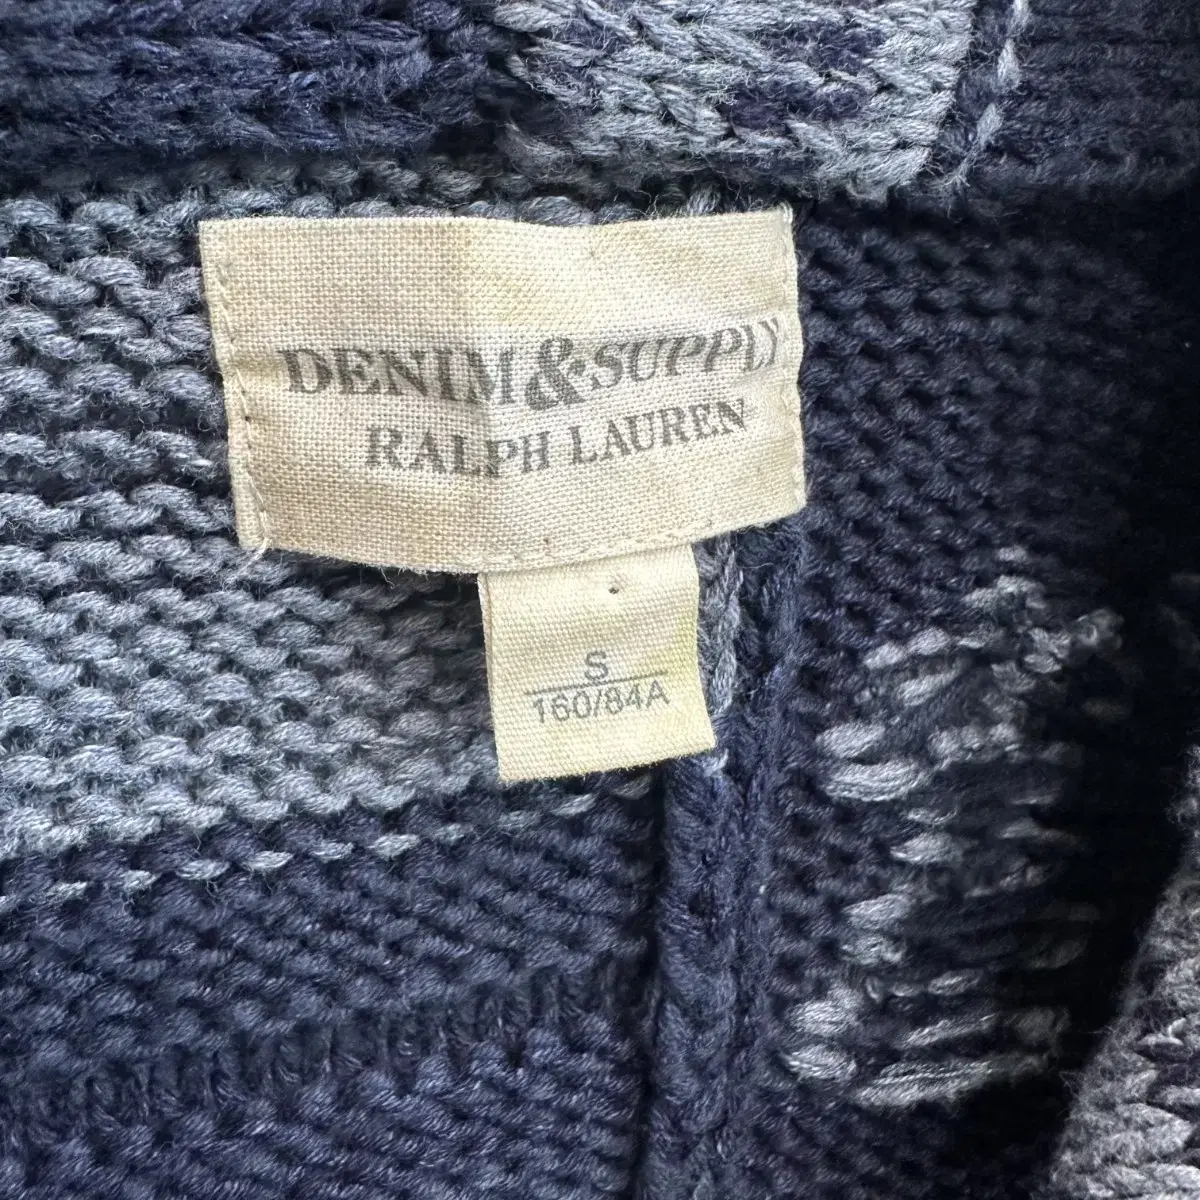 DENIM&SUPPLY
RALPH LAUREN
S
160/84A